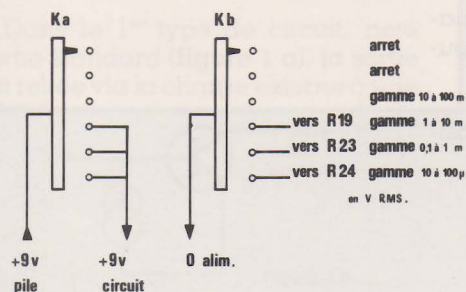 Ka
Kb
arret
arret
gamme 10 à 100 m
vers R19 gamme 1 à 10 m
vers R23 gamme 0,1 à 1 m
vers R24 gamme 10 à 100µ
en V RMS.
+9v
+9v
0 alim.
pile
circuit